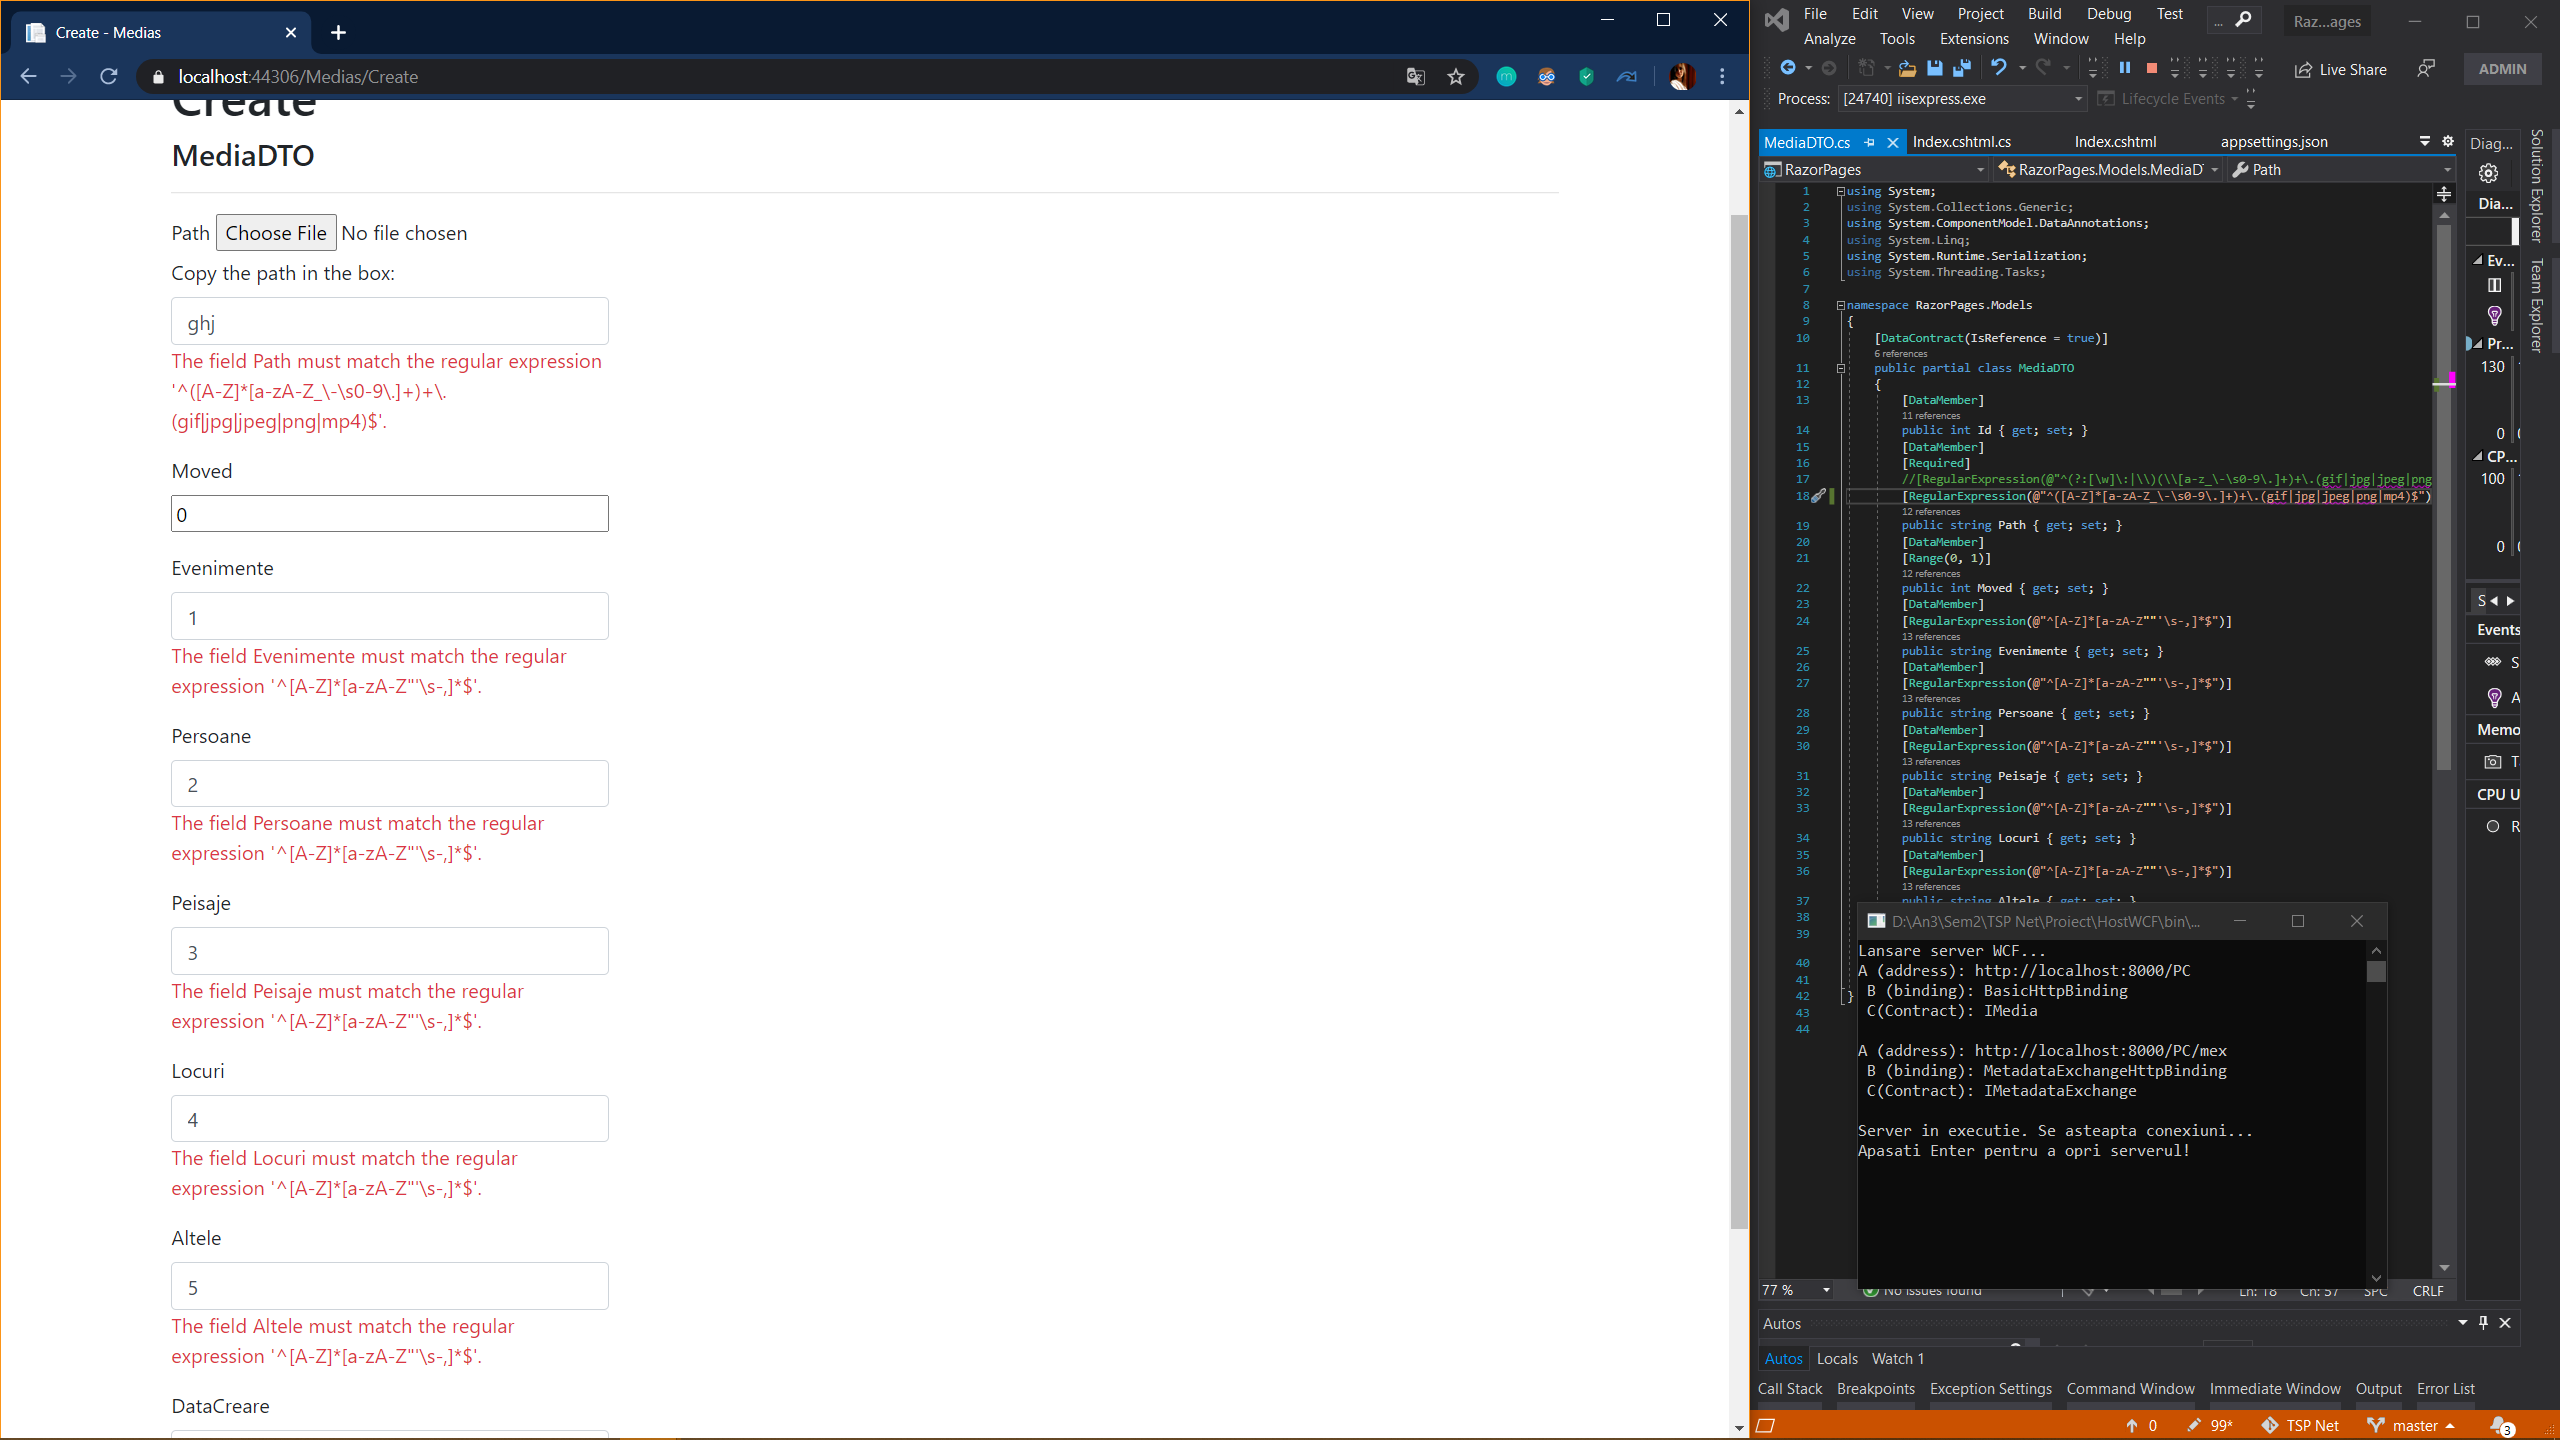 Create - Medias
localhost:44306/Medias/Create
Create
MediaDTO
Path Choose File No file chosen
Copy the path in the box:
ghj
The field Path must match the regular expression
'^([A-Z]*[a-zA-Z_\-\s0-9\.]+)+\.
(gif|jpg|jpeg|png|mp4)$'.
Moved
0
Evenimente
1
The field Evenimente must match the regular
expression '^[A-Z]*[a-zA-Z"'\s-,]*$'.
Persoane
2
The field Persoane must match the regular
expression '^[A-Z]*[a-zA-Z"'\s-,]*$'.
Peisaje
3
The field Peisaje must match the regular
expression '^[A-Z]*[a-zA-Z"'\s-,]*$'.
Locuri
4
The field Locuri must match the regular
expression '^[A-Z]*[a-zA-Z"'\s-,]*$'.
Altele
5
The field Altele must match the regular
expression '^[A-Z]*[a-zA-Z"'\s-,]*$'.
DataCreare
File Edit View Project Build Debug Test ... Raz...ages
Analyze Tools Extensions Window Help
Live Share ADMIN
Process: [24740] iisexpress.exe Lifecycle Events
MediaDTO.cs Index.cshtml.cs Index.cshtml appsettings.json
RazorPages RazorPages.Models.MediaD Path
1 using System;
2 using System.Collections.Generic;
3 using System.ComponentModel.DataAnnotations;
4 using System.Linq;
5 using System.Runtime.Serialization;
6 using System.Threading.Tasks;
7
8 namespace RazorPages.Models
9 {
10 [DataContract(IsReference = true)]
6 references
11 public partial class MediaDTO
12 {
13 [DataMember]
11 references
14 public int Id { get; set; }
15 [DataMember]
16 [Required]
17 //[RegularExpression(@"^(?:[\w]\:|\\)(\\[a-z_\-\s0-9\.]+)+\.(gif|jpg|jpeg|png
18 [RegularExpression(@"^([A-Z]*[a-zA-Z_\-\s0-9\.]+)+\.(gif|jpg|jpeg|png|mp4)$")
12 references
19 public string Path { get; set; }
20 [DataMember]
21 [Range(0, 1)]
12 references
22 public int Moved { get; set; }
23 [DataMember]
24 [RegularExpression(@"^[A-Z]*[a-zA-Z""'\s-,]*$")]
13 references
25 public string Evenimente { get; set; }
26 [DataMember]
27 [RegularExpression(@"^[A-Z]*[a-zA-Z""'\s-,]*$")]
13 references
28 public string Persoane { get; set; }
29 [DataMember]
30 [RegularExpression(@"^[A-Z]*[a-zA-Z""'\s-,]*$")]
13 references
31 public string Peisaje { get; set; }
32 [DataMember]
33 [RegularExpression(@"^[A-Z]*[a-zA-Z""'\s-,]*$")]
13 references
34 public string Locuri { get; set; }
35 [DataMember]
36 [RegularExpression(@"^[A-Z]*[a-zA-Z""'\s-,]*$")]
13 references
37 public string Altele { get; set; }
38
39
40
41
42 }
43
44
D:\An3\Sem2\TSP Net\Proiect\HostWCF\bin\...
Lansare server WCF...
A (address): http://localhost:8000/PC
B (binding): BasicHttpBinding
C(Contract): IMedia
A (address): http://localhost:8000/PC/mex
B (binding): MetadataExchangeHttpBinding
C(Contract): IMetadataExchange
Server in executie. Se asteapta conexiuni...
Apasati Enter pentru a opri serverul!
77 % No issues found Ln: 18 Ch: 57 SPC CRLF
Diag...
Dia...
Ev...
Pr...
130
0
CP...
100
0
S
Events
S
A
Memo
T
CPU U
R
Solution Explorer
Team Explorer
Autos
Autos Locals Watch 1
Call Stack Breakpoints Exception Settings Command Window Immediate Window Output Error List
0 99* TSP Net master 3